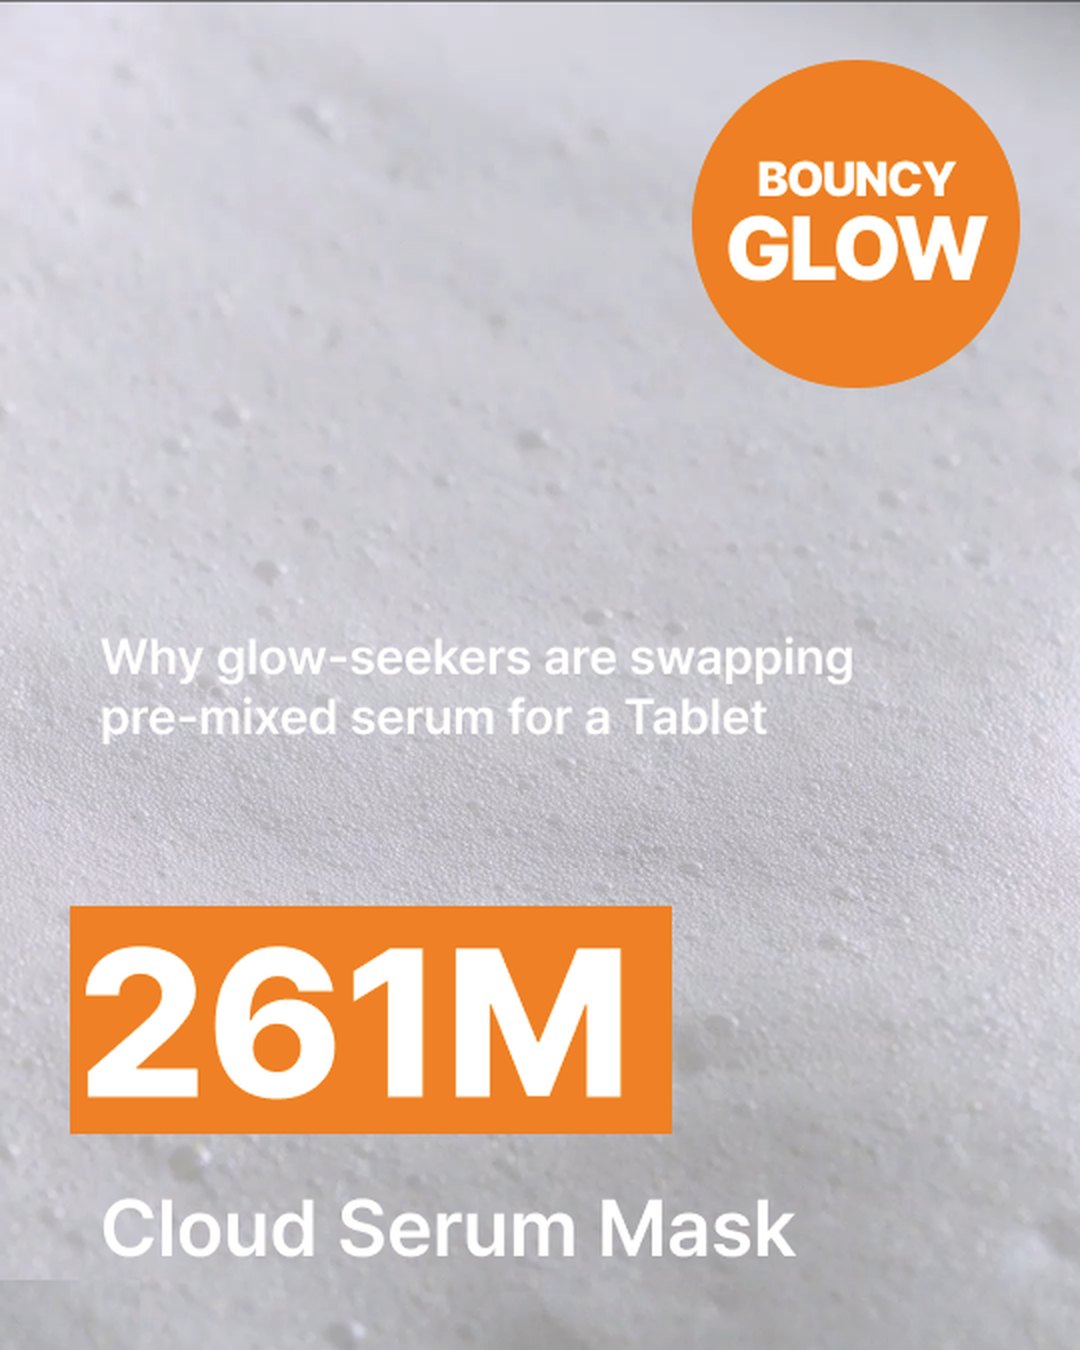 BOUNCY
GLOW
Why glow-seekers are swapping
pre-mixed serum for a Tablet
261M
Cloud Serum Mask